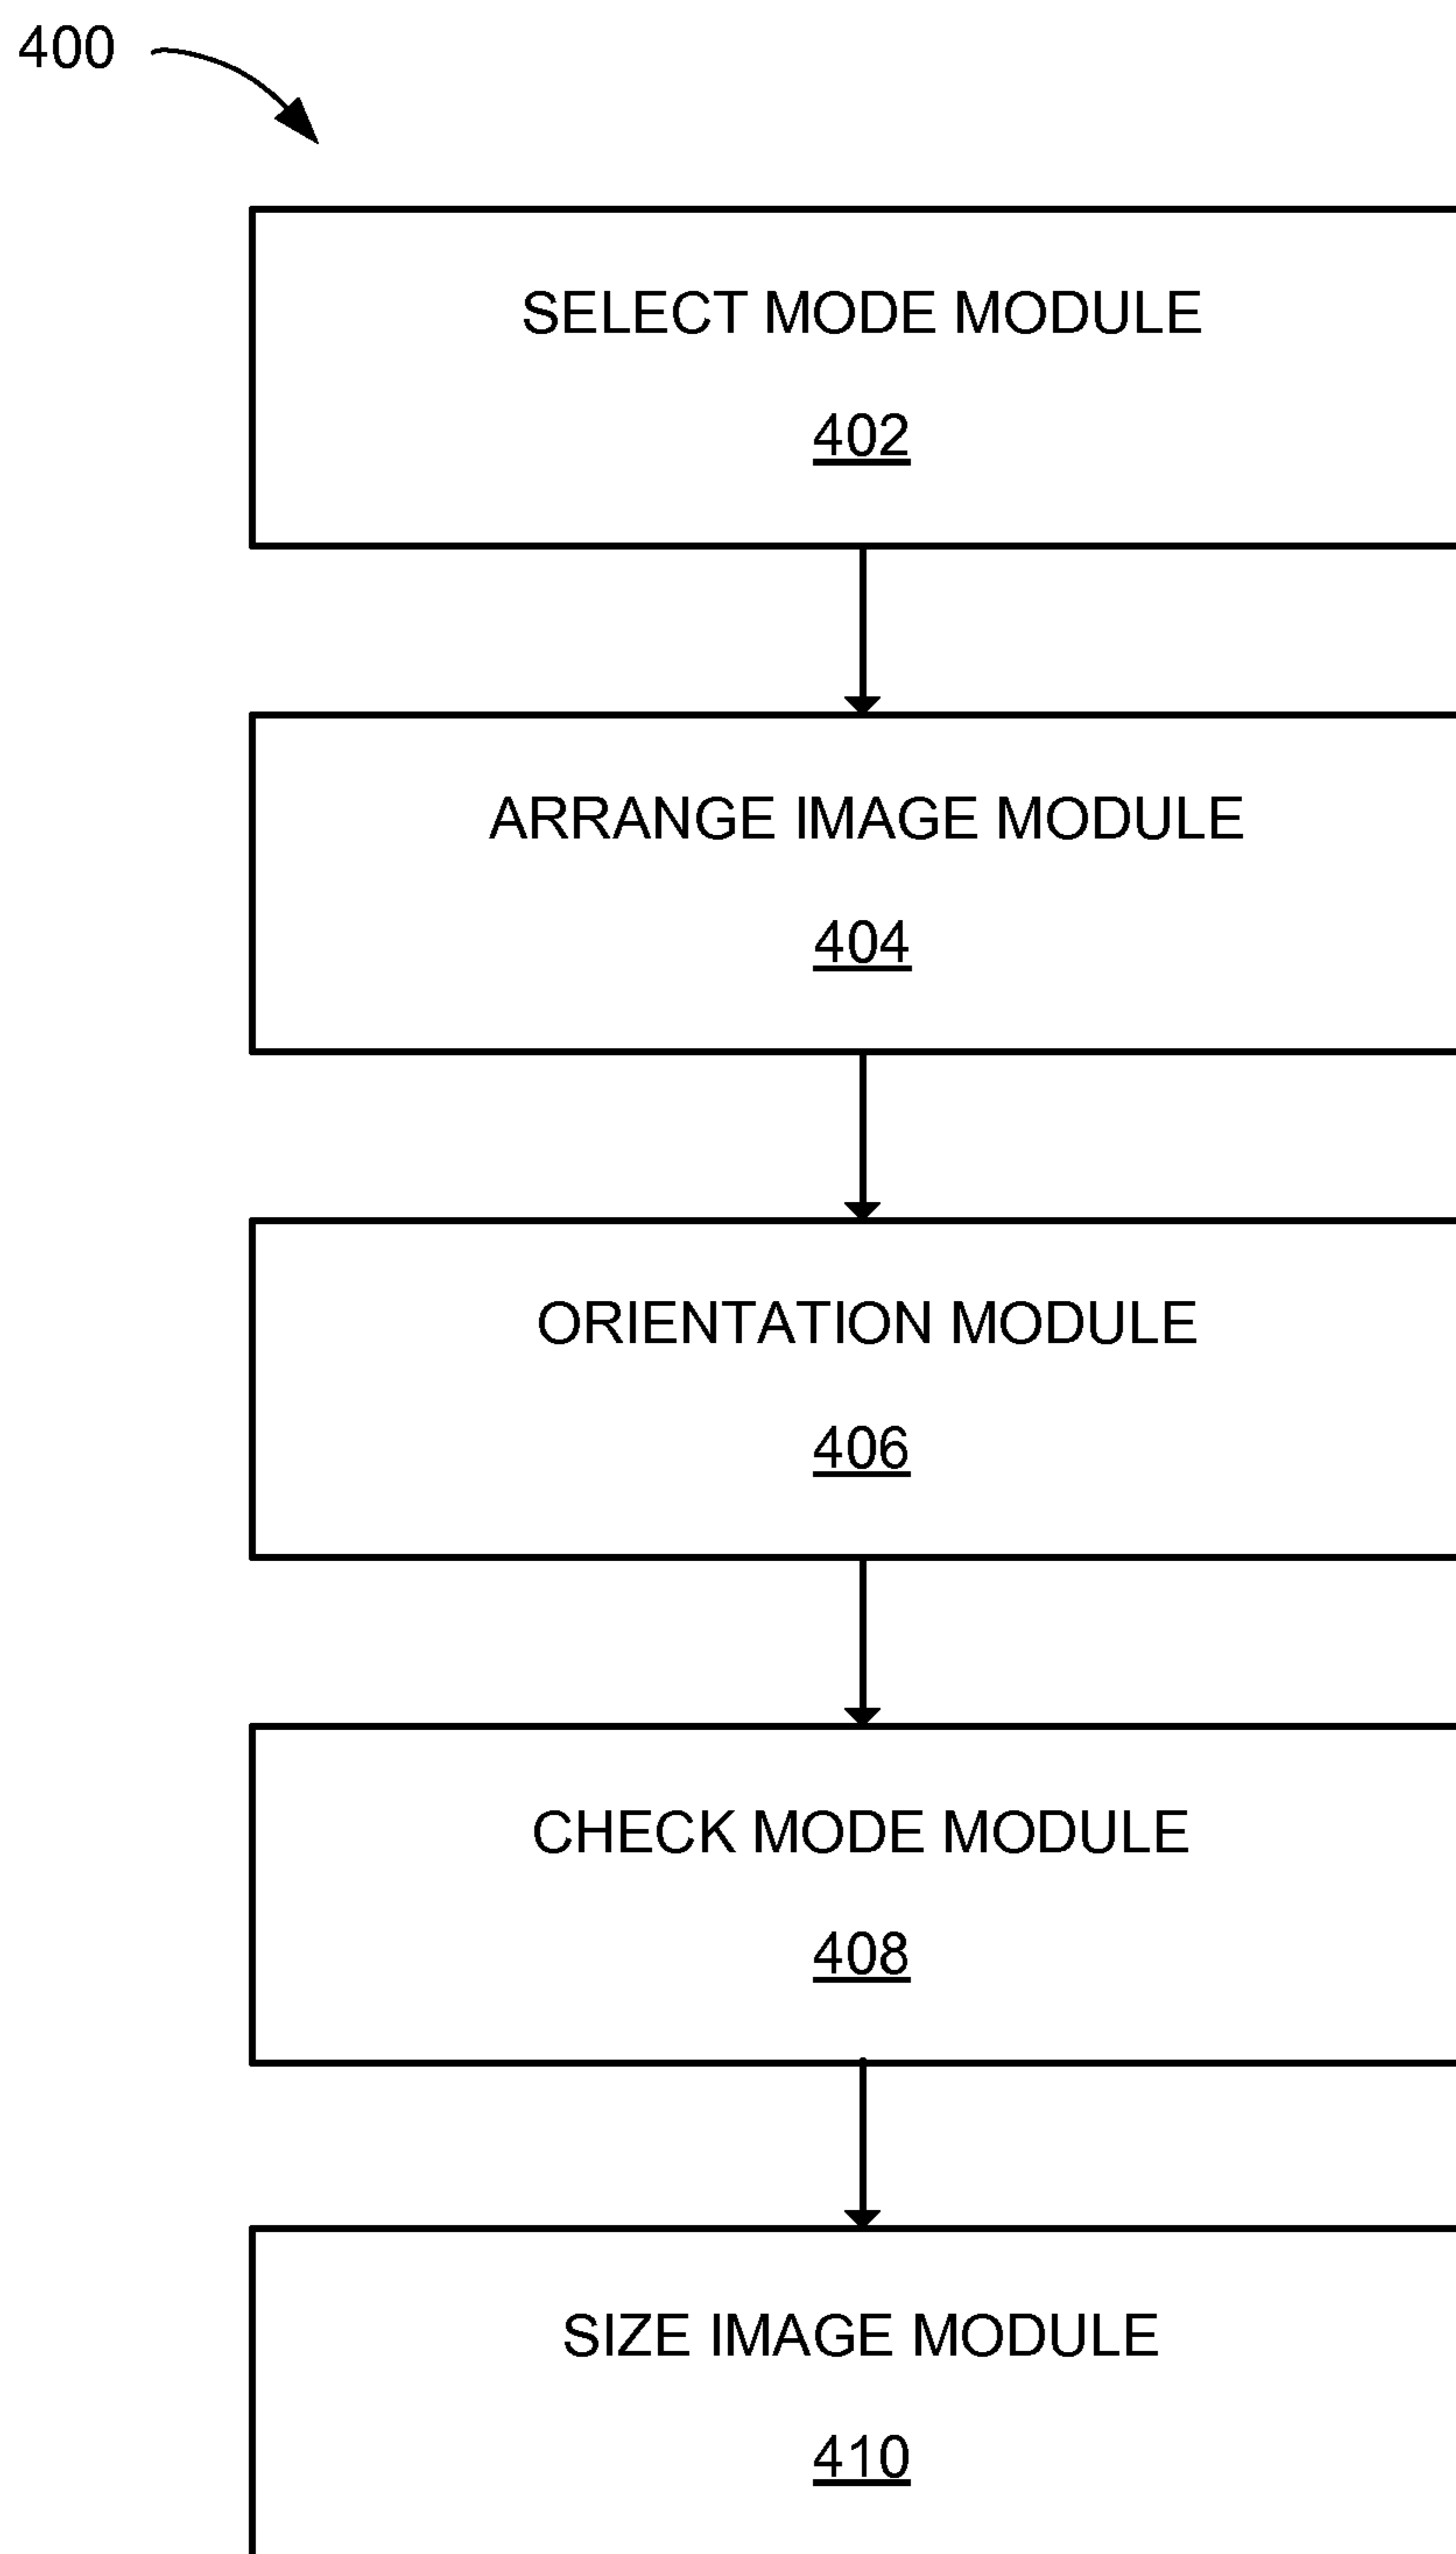 400
SELECT MODE MODULE
402
ARRANGE IMAGE MODULE
404
ORIENTATION MODULE
406
CHECK MODE MODULE
408
SIZE IMAGE MODULE
410